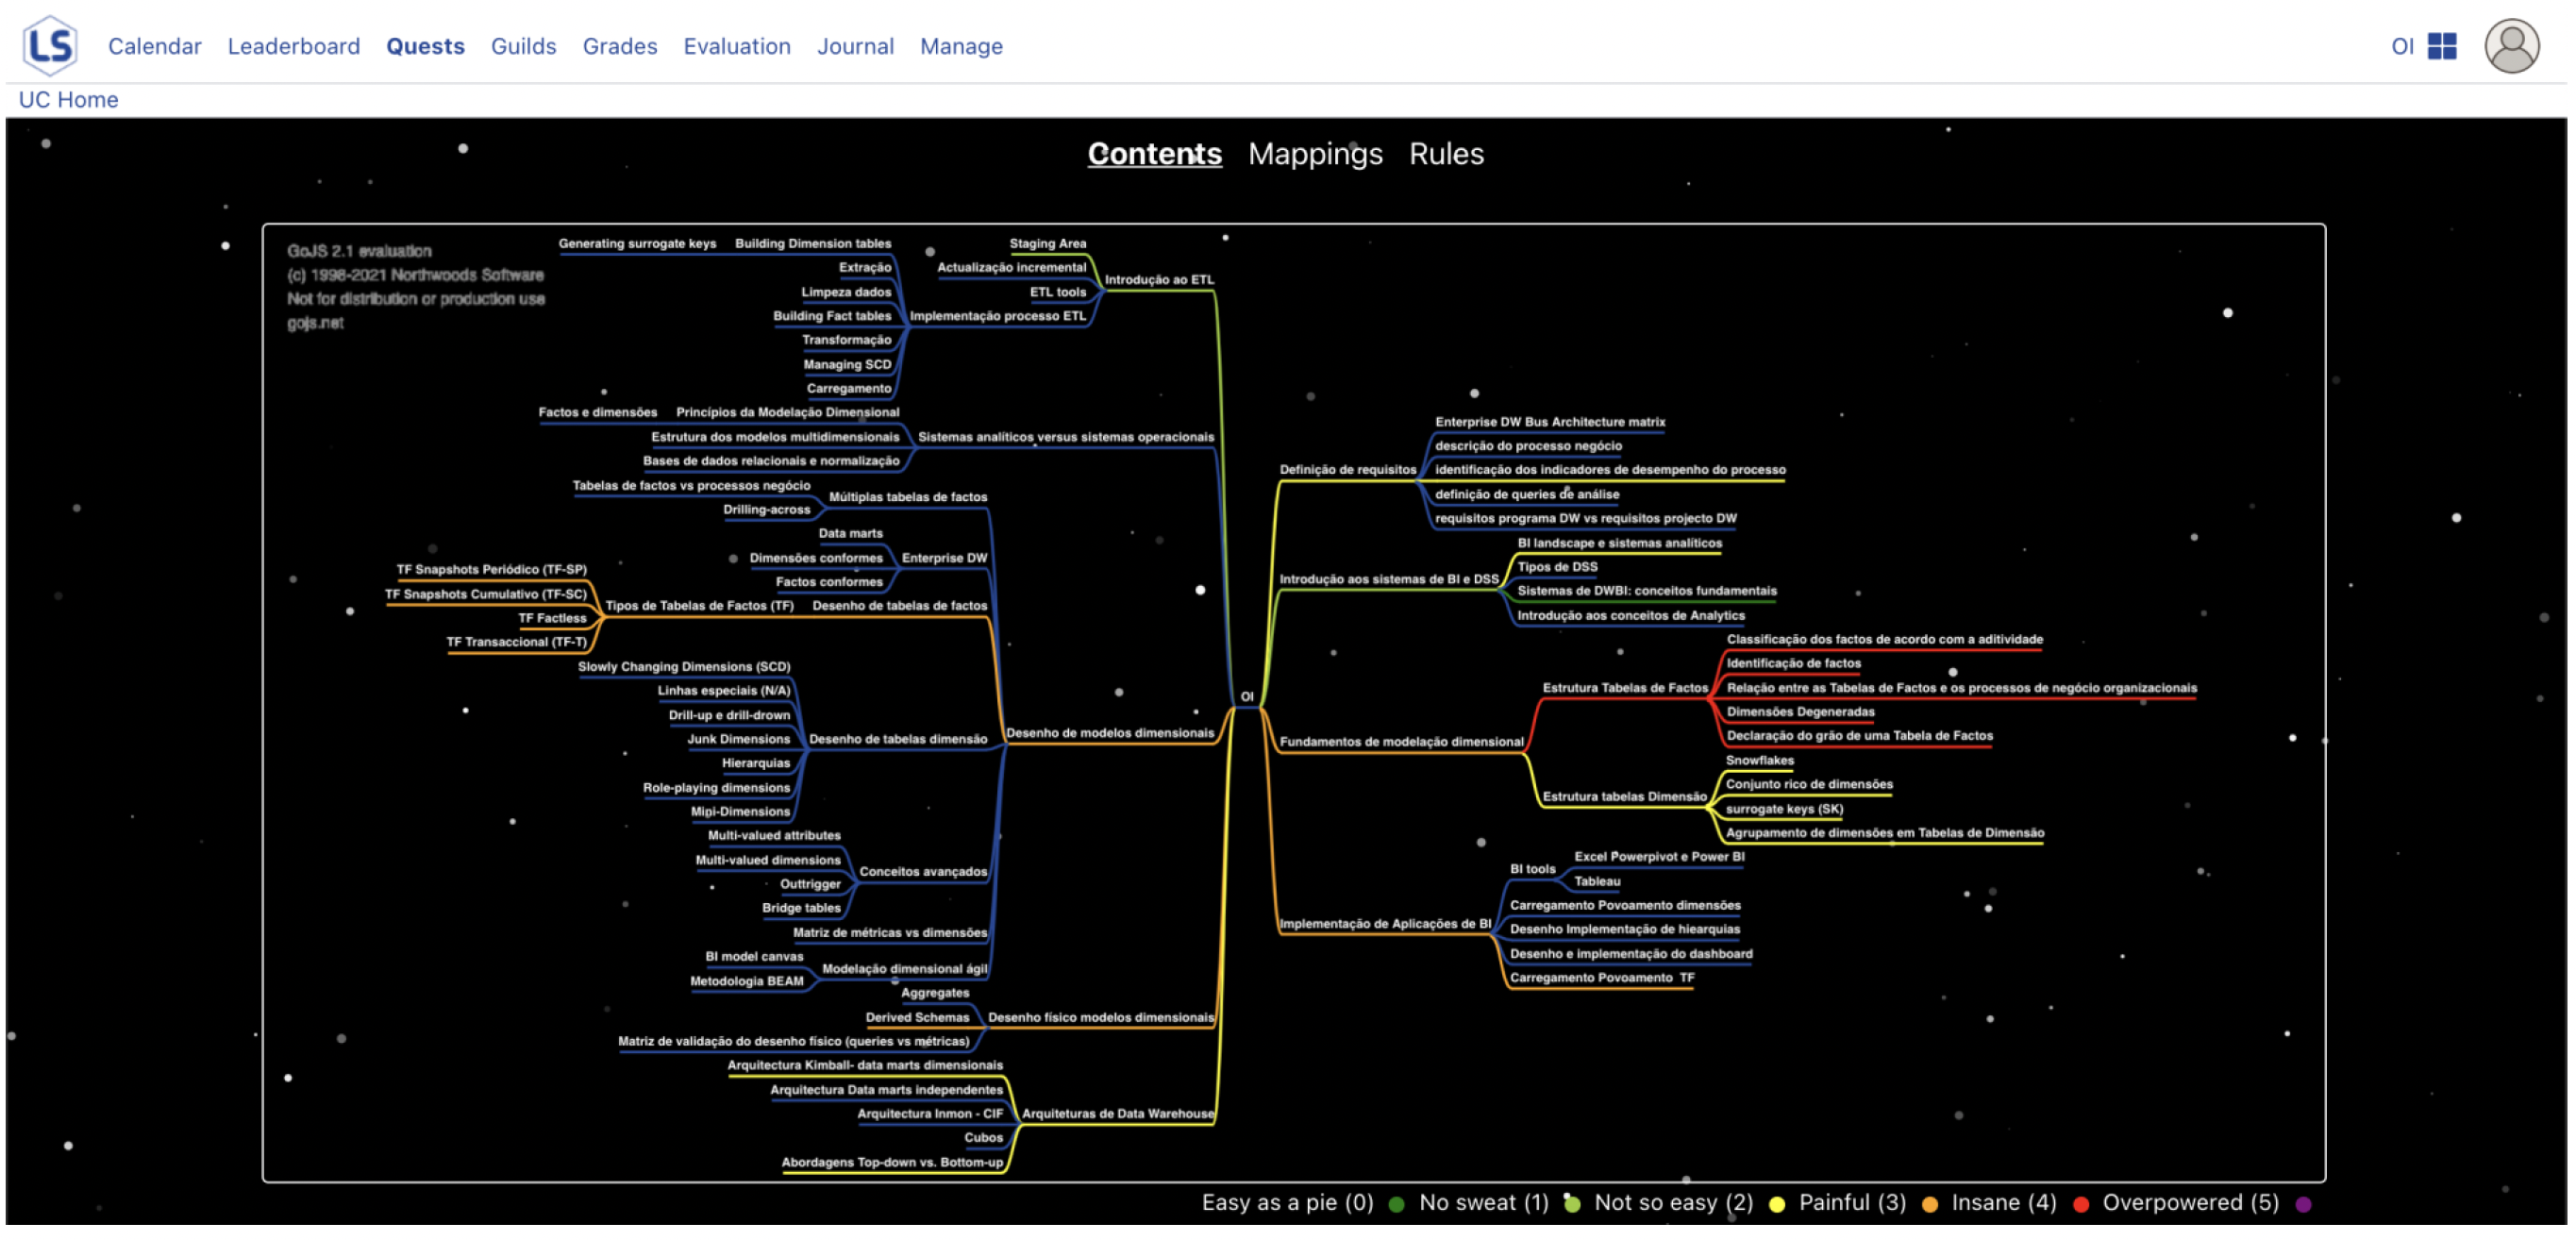 LS Calendar Leaderboard Quests Guilds Grades Evaluation Journal Manage OI
UC Home
Contents Mappings Rules
GoJS 2.1 evaluation
(c) 1998-2021 Northwoods Software
Not for distribution or production use
gojs.net
Generating surrogate keys Building Dimension tables
Extração
Limpeza dados
Building Fact tables
Transformação
Managing SCD
Carregamento
Staging Area
Actualização incremental
ETL tools
Implementação processo ETL
Introdução ao ETL
Factos e dimensões Princípios da Modelação Dimensional
Estrutura dos modelos multidimensionais
Bases de dados relacionais e normalização
Sistemas analíticos versus sistemas operacionais
Tabelas de factos vs processos negócio
Drilling-across
Múltiplas tabelas de factos
Data marts
Dimensões conformes
Factos conformes
Enterprise DW
TF Snapshots Periódico (TF-SP)
TF Snapshots Cumulativo (TF-SC)
TF Factless
TF Transaccional (TF-T)
Tipos de Tabelas de Factos (TF) Desenho de tabelas de factos
Slowly Changing Dimensions (SCD)
Linhas especiais (N/A)
Drill-up e drill-drown
Junk Dimensions
Hierarquias
Role-playing dimensions
Mini-Dimensions
Desenho de tabelas dimensão
Multi-valued attributes
Multi-valued dimensions
Outtrigger
Bridge tables
Conceitos avançados
Matriz de métricas vs dimensões
BI model canvas
Metodologia BEAM
Modelação dimensional ágil
Desenho de modelos dimensionais
Aggregates
Derived Schemas
Matriz de validação do desenho físico (queries vs métricas)
Desenho físico modelos dimensionais
Arquitectura Kimball- data marts dimensionais
Arquitectura Data marts independentes
Arquitectura Inmon - CIF
Cubos
Abordagens Top-down vs. Bottom-up
Arquiteturas de Data Warehouse
OI
Definição de requisitos
Enterprise DW Bus Architecture matrix
descrição do processo negócio
identificação dos indicadores de desempenho do processo
definição de queries de análise
requisitos programa DW vs requisitos projecto DW
Introdução aos sistemas de BI e DSS
BI landscape e sistemas analíticos
Tipos de DSS
Sistemas de DWBI: conceitos fundamentais
Introdução aos conceitos de Analytics
Fundamentos de modelação dimensional
Estrutura Tabelas de Factos
Classificação dos factos de acordo com a aditividade
Identificação de factos
Relação entre as Tabelas de Factos e os processos de negócio organizacionais
Dimensões Degeneradas
Declaração do grão de uma Tabela de Factos
Estrutura tabelas Dimensão
Snowflakes
Conjunto rico de dimensões
surrogate keys (SK)
Agrupamento de dimensões em Tabelas de Dimensão
Implementação de Aplicações de BI
BI tools
Excel Powerpivot e Power BI
Tableau
Carregamento Povoamento dimensões
Desenho Implementação de hiearquias
Desenho e implementação do dashboard
Carregamento Povoamento TF
Easy as a pie (0) No sweat (1) Not so easy (2) Painful (3) Insane (4) Overpowered (5)